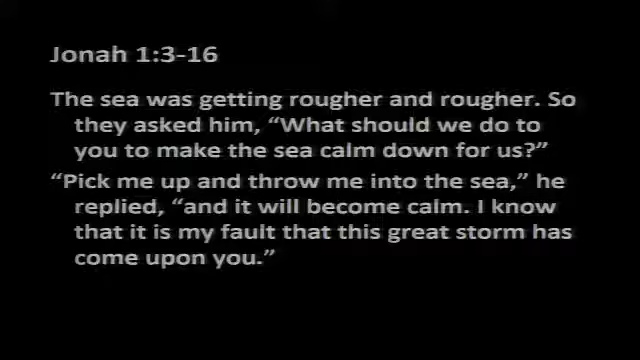 Jonah 1:3-16
The sea was getting rougher and rougher. So
they asked him, “What should we do to
you to make the sea calm down for us?”
“Pick me up and throw me into the sea,” he
replied, “and it will become calm. I know
that it is my fault that this great storm has
come upon you.”